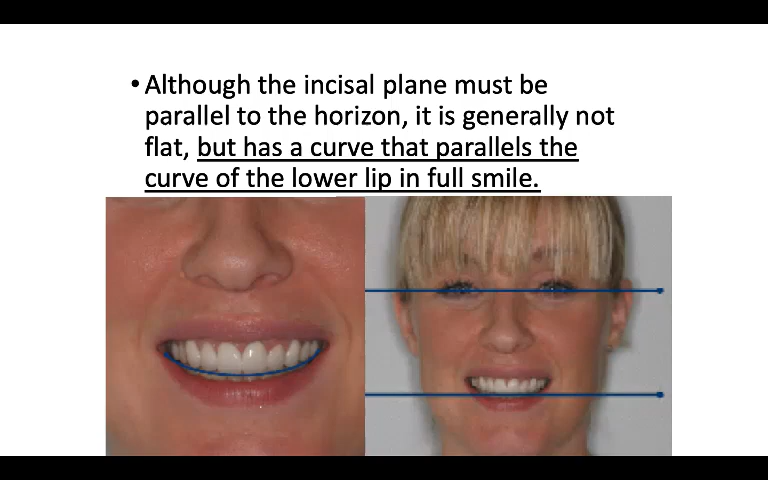 • Although the incisal plane must be
parallel to the horizon, it is generally not
flat, but has a curve that parallels the
curve of the lower lip in full smile.